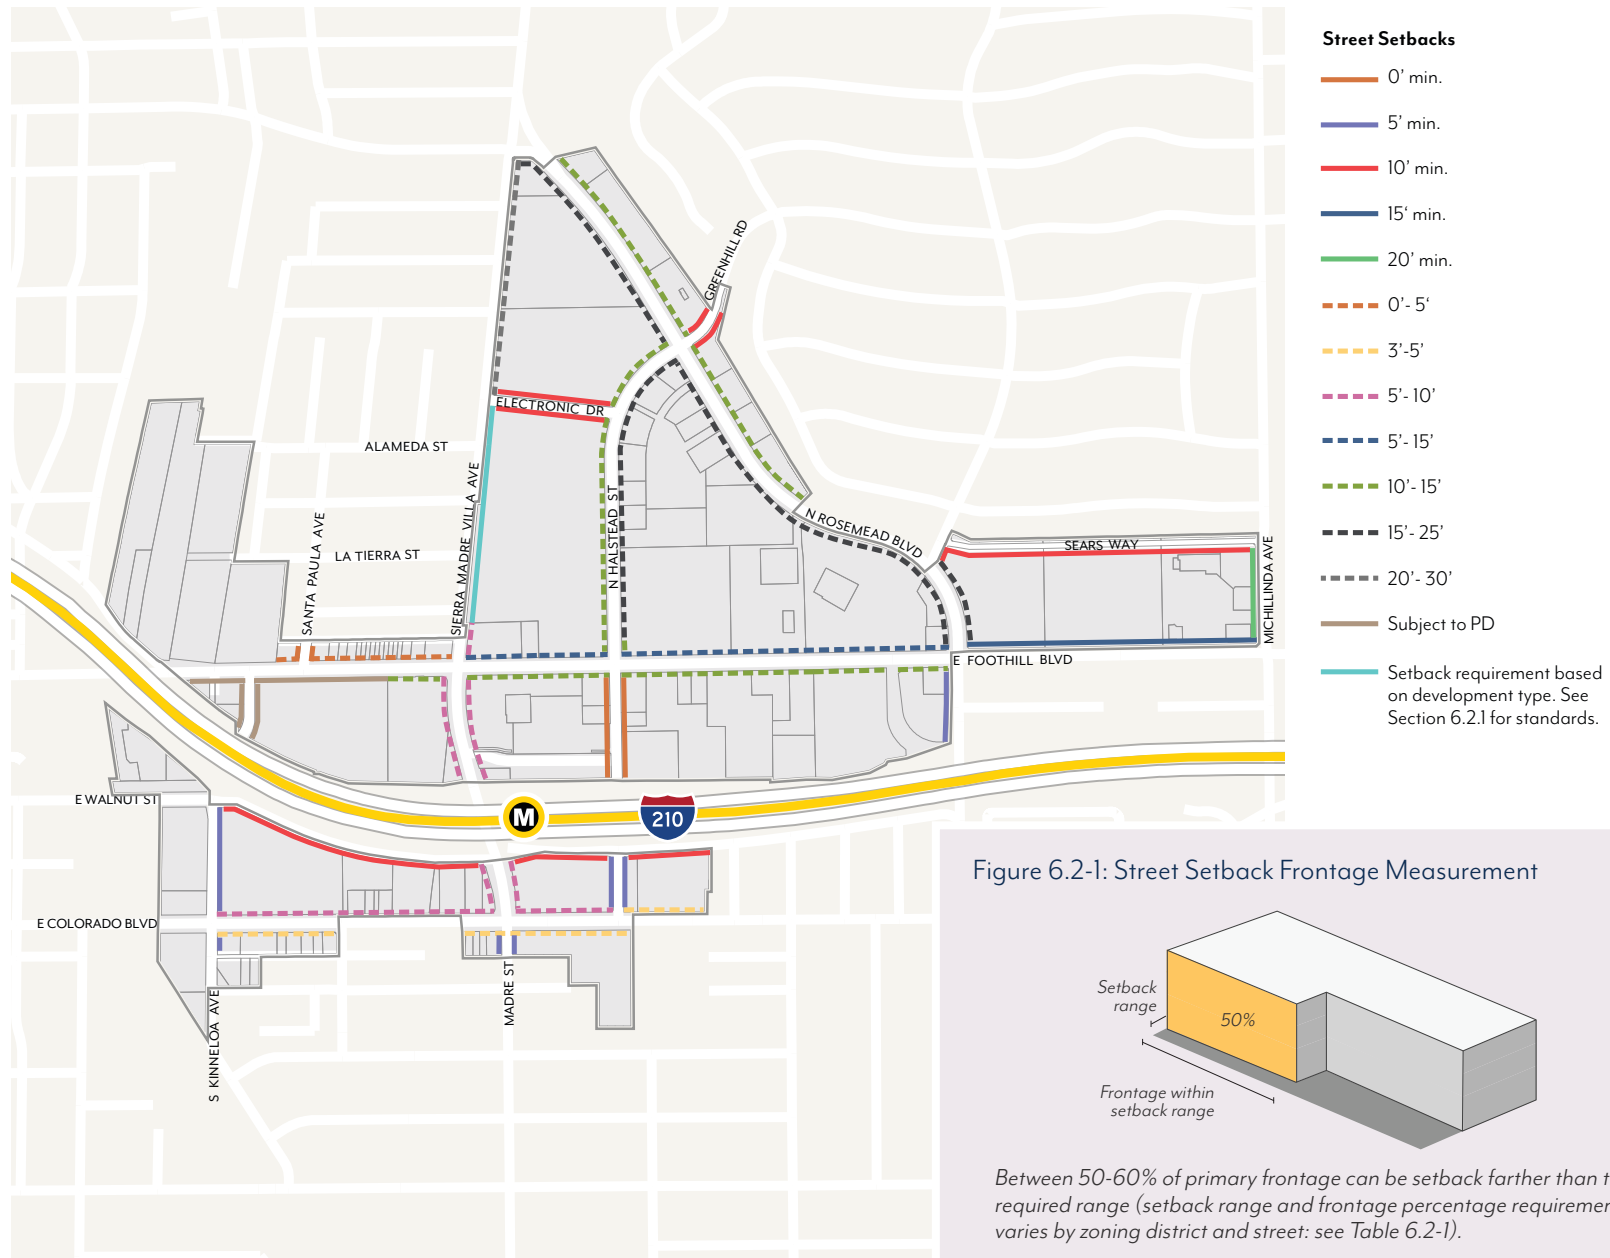 Street Setbacks
0' min.
5' min.
10' min.
15‘ min.
20' min.
0'- 5‘
3'-5'
5'- 10'
5'- 15'
10'- 15'
15'- 25'
20'- 30'
Subject to PD
Setback requirement based
on development type. See
Section 6.2.1 for standards.
GREENHILL RD
ELECTRONIC DR
ALAMEDA ST
SIERRA MADRE VILLA AVE
N HALSTEAD ST
N ROSEMEAD BLVD
SANTA PAULA AVE
LA TIERRA ST
SEARS WAY
MICHILLINDA AVE
E FOOTHILL BLVD
E WALNUT ST
M
210
E COLORADO BLVD
MADRE ST
S KINNELOA AVE
Figure 6.2-1: Street Setback Frontage Measurement
Setback
range
50%
Frontage within
setback range
Between 50-60% of primary frontage can be setback farther than
required range (setback range and frontage percentage
varies by zoning district and street: see Table 6.2-1).